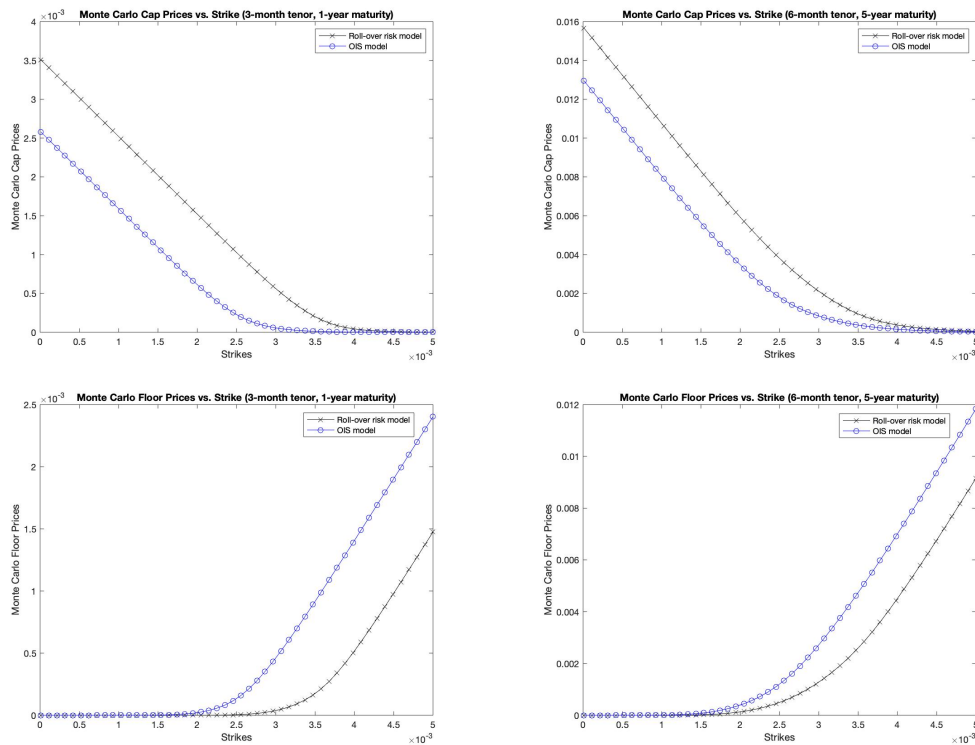 Monte Carlo Cap Prices vs. Strike (3-month tenor, 1-year maturity)
×10⁻³
4
3.5
3
2.5
2
1.5
1
0.5
0
Monte Carlo Cap Prices
Roll-over risk model
OIS model
0 0.5 1 1.5 2 2.5 3 3.5 4 4.5 5
Strikes
×10⁻³
Monte Carlo Cap Prices vs. Strike (6-month tenor, 5-year maturity)
0.016
0.014
0.012
0.01
0.008
0.006
0.004
0.002
0
Monte Carlo Cap Prices
Roll-over risk model
OIS model
0 0.5 1 1.5 2 2.5 3 3.5 4 4.5 5
Strikes
×10⁻³
Monte Carlo Floor Prices vs. Strike (3-month tenor, 1-year maturity)
×10⁻³
2.5
2
1.5
1
0.5
0
Monte Carlo Floor Prices
Roll-over risk model
OIS model
0 0.5 1 1.5 2 2.5 3 3.5 4 4.5 5
Strikes
×10⁻³
Monte Carlo Floor Prices vs. Strike (6-month tenor, 5-year maturity)
0.012
0.01
0.008
0.006
0.004
0.002
0
Monte Carlo Floor Prices
Roll-over risk model
OIS model
0 0.5 1 1.5 2 2.5 3 3.5 4 4.5 5
Strikes
×10⁻³